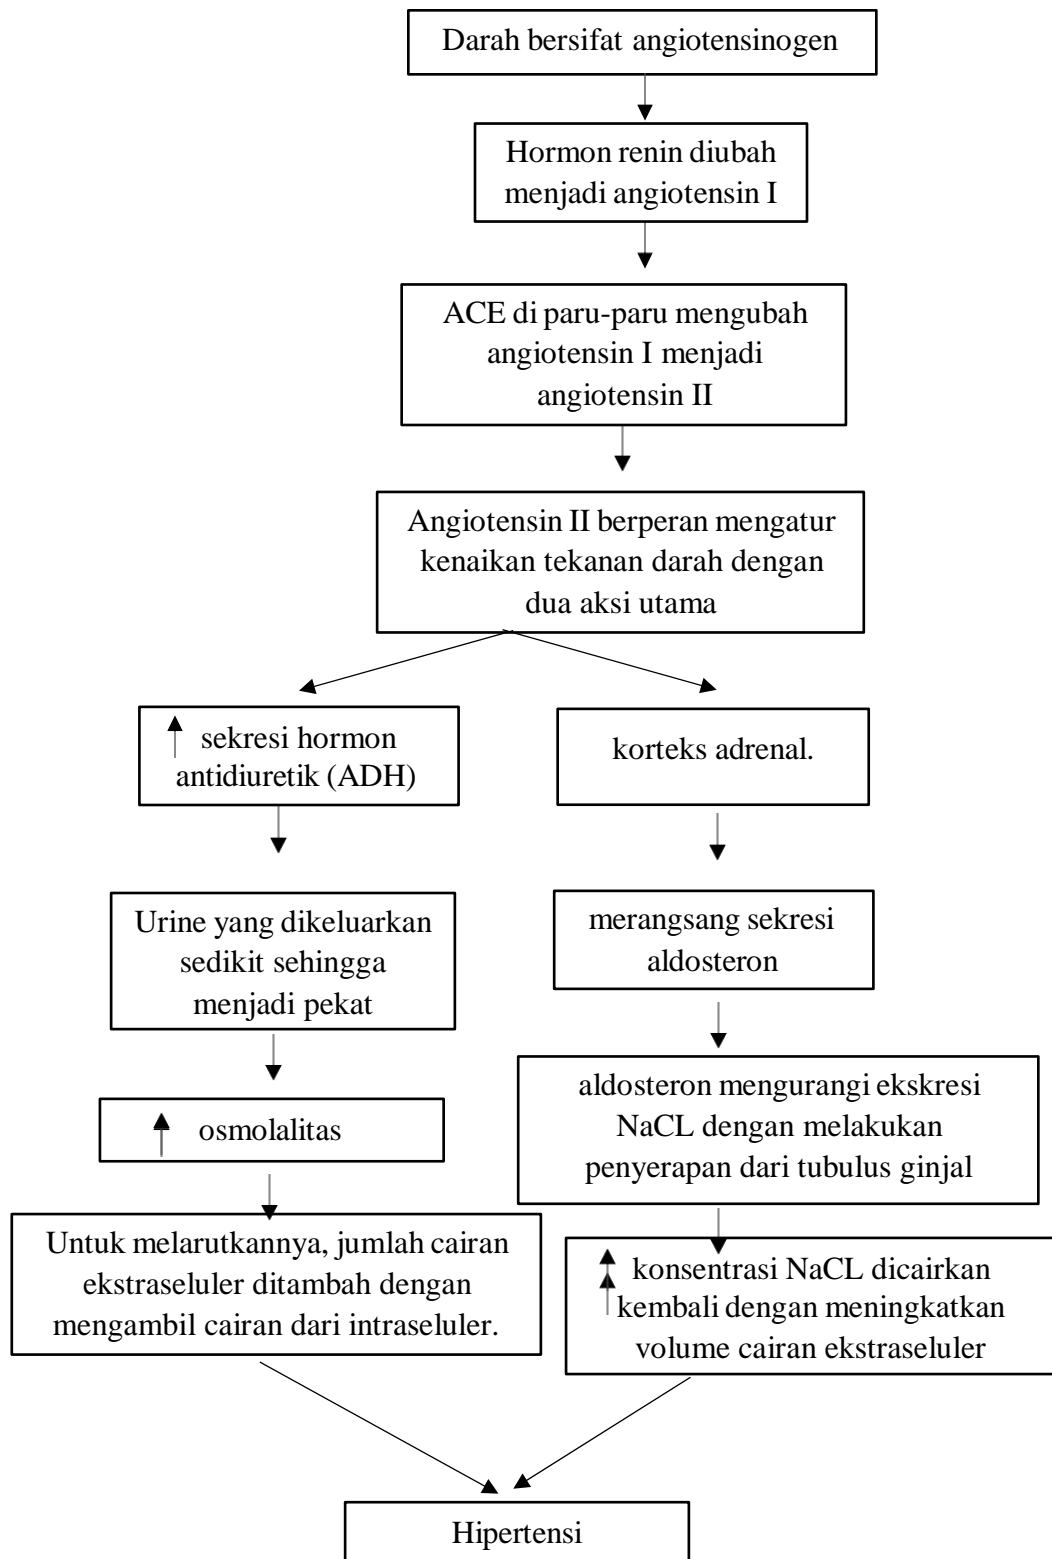 Darah bersifat angiotensinogen
Hormon renin diubah
menjadi angiotensin I
ACE di paru-paru mengubah
angiotensin I menjadi
angiotensin II
Angiotensin II berperan mengatur
kenaikan tekanan darah dengan
dua aksi utama
sekresi hormon
antidiuretik (ADH)
Urine yang dikeluarkan
sedikit sehingga
menjadi pekat
osmolalitas
Untuk melarutkannya, jumlah cairan
ekstraseluler ditambah dengan
mengambil cairan dari intraseluler.
korteks adrenal.
merangsang sekresi
aldosteron
aldosteron mengurangi ekskresi
NaCL dengan melakukan
penyerapan dari tubulus ginjal
konsentrasi NaCL dicairkan
kembali dengan meningkatkan
volume cairan ekstraseluler
Hipertensi